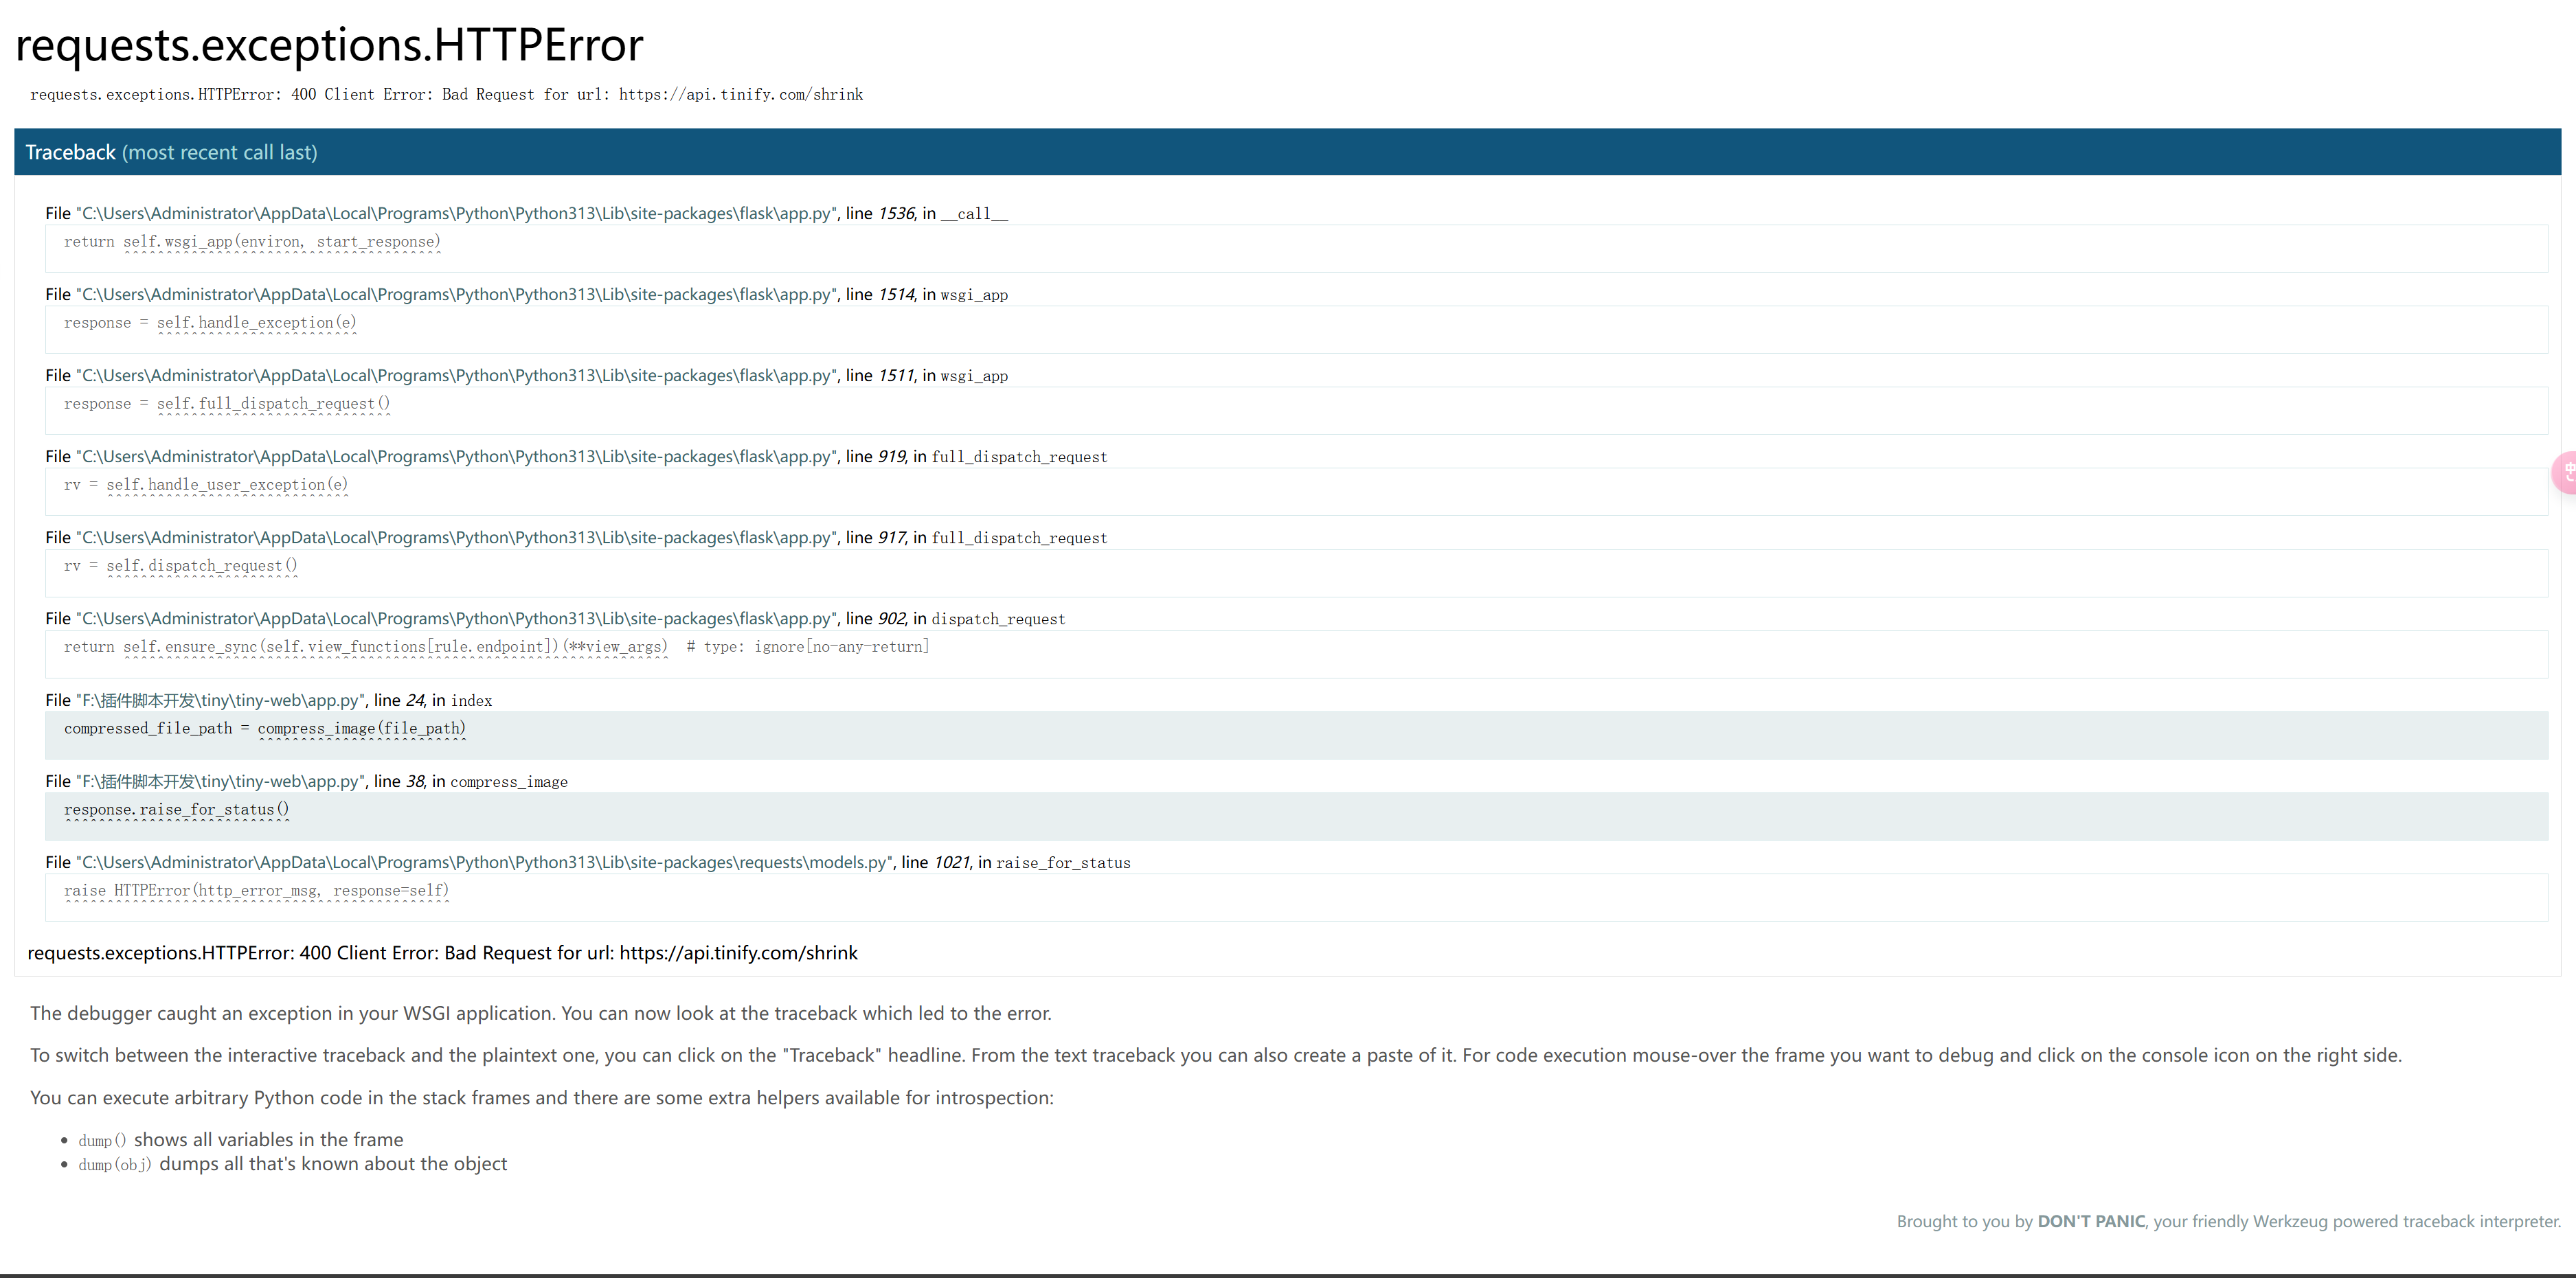 requests.exceptions.HTTPError
requests.exceptions.HTTPError: 400 Client Error: Bad Request for url: https://api.tinify.com/shrink
Traceback (most recent call last)
File "C:\Users\Administrator\AppData\Local\Programs\Python\Python313\Lib\site-packages\flask\app.py", line 1536, in __call__
return self.wsgi_app(environ, start_response)
File "C:\Users\Administrator\AppData\Local\Programs\Python\Python313\Lib\site-packages\flask\app.py", line 1514, in wsgi_app
response = self.handle_exception(e)
File "C:\Users\Administrator\AppData\Local\Programs\Python\Python313\Lib\site-packages\flask\app.py", line 1511, in wsgi_app
response = self.full_dispatch_request()
File "C:\Users\Administrator\AppData\Local\Programs\Python\Python313\Lib\site-packages\flask\app.py", line 919, in full_dispatch_request
rv = self.handle_user_exception(e)
File "C:\Users\Administrator\AppData\Local\Programs\Python\Python313\Lib\site-packages\flask\app.py", line 917, in full_dispatch_request
rv = self.dispatch_request()
File "C:\Users\Administrator\AppData\Local\Programs\Python\Python313\Lib\site-packages\flask\app.py", line 902, in dispatch_request
return self.ensure_sync(self.view_functions[rule.endpoint])(**view_args)  # type: ignore[no-any-return]
File "F:\插件脚本开发\tiny\tiny-web\app.py", line 24, in index
compressed_file_path = compress_image(file_path)
File "F:\插件脚本开发\tiny\tiny-web\app.py", line 38, in compress_image
response.raise_for_status()
File "C:\Users\Administrator\AppData\Local\Programs\Python\Python313\Lib\site-packages\requests\models.py", line 1021, in raise_for_status
raise HTTPError(http_error_msg, response=self)
requests.exceptions.HTTPError: 400 Client Error: Bad Request for url: https://api.tinify.com/shrink
The debugger caught an exception in your WSGI application. You can now look at the traceback which led to the error.
To switch between the interactive traceback and the plaintext one, you can click on the "Traceback" headline. From the text traceback you can also create a paste of it. For code execution mouse-over the frame you want to debug and click on the console icon on the right side.
You can execute arbitrary Python code in the stack frames and there are some extra helpers available for introspection:
• dump() shows all variables in the frame
• dump(obj) dumps all that's known about the object
Brought to you by DON'T PANIC, your friendly Werkzeug powered traceback interpreter.